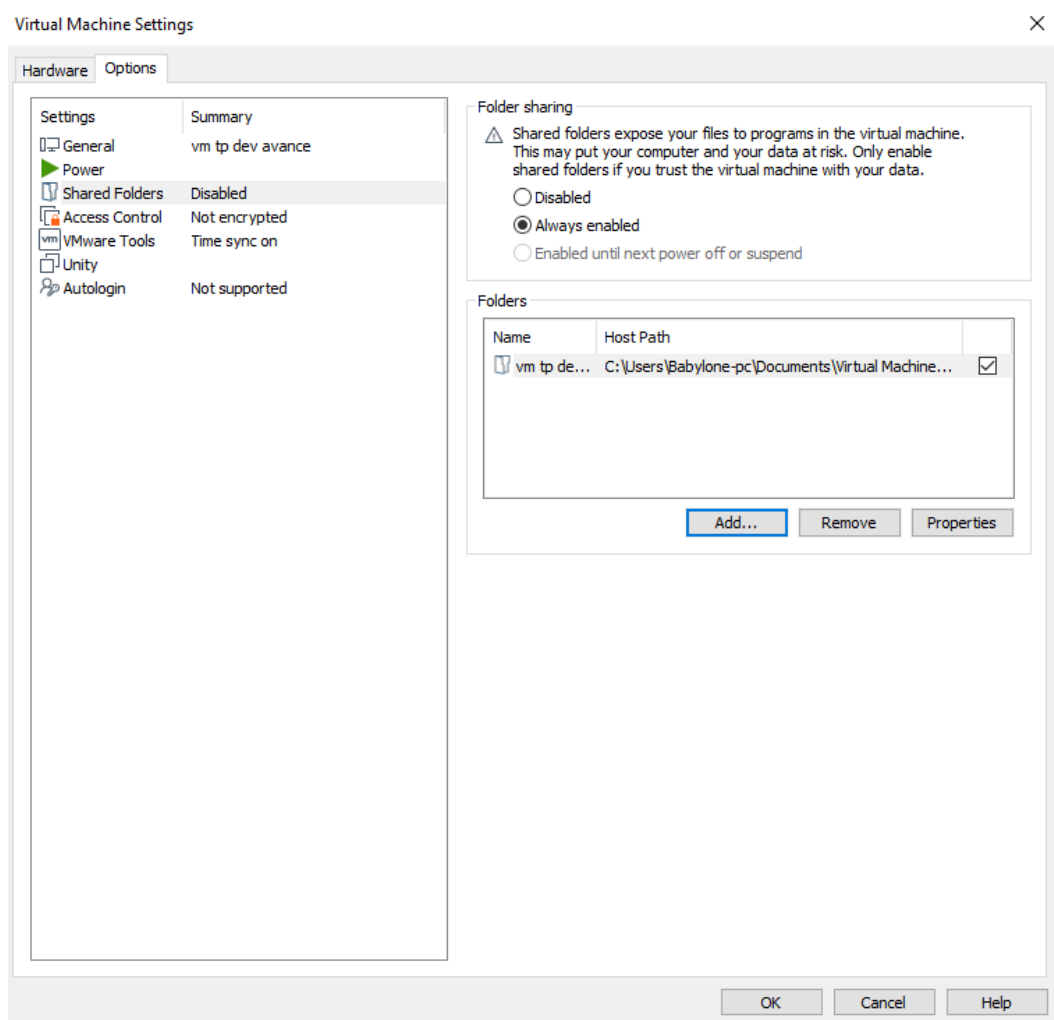 Virtual Machine Settings
Hardware Options
Settings Summary
General vm tp dev avance
Power
Shared Folders Disabled
Access Control Not encrypted
vm VMware Tools Time sync on
Unity
Autologin Not supported
Folder sharing
Shared folders expose your files to programs in the virtual machine.
This may put your computer and your data at risk. Only enable
shared folders if you trust the virtual machine with your data.
Disabled
Always enabled
Enabled until next power off or suspend
Folders
Name Host Path
vm tp de... C:\Users\Babylone-pc\Documents\Virtual Machine...
Add... Remove Properties
OK Cancel Help